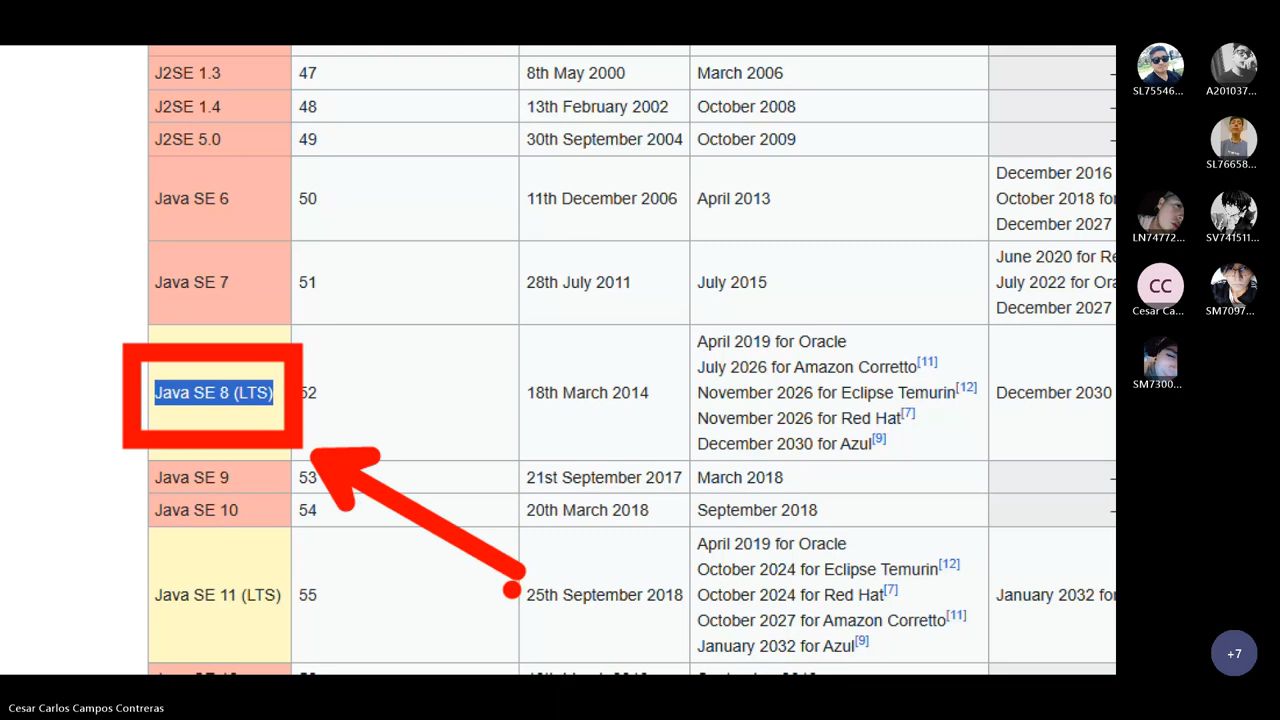 J2SE 1.3 47 8th May 2000 March 2006 –
J2SE 1.4 48 13th February 2002 October 2008 –
J2SE 5.0 49 30th September 2004 October 2009 –
Java SE 6 50 11th December 2006 April 2013
December 2016
October 2018 for
December 2027
Java SE 7 51 28th July 2011 July 2015
June 2020 for Re
July 2022 for Ora
December 2027
Java SE 8 (LTS) 52 18th March 2014
April 2019 for Oracle
July 2026 for Amazon Corretto[11]
November 2026 for Eclipse Temurin[12]
November 2026 for Red Hat[7]
December 2030 for Azul[9]
December 2030
Java SE 9 53 21st September 2017 March 2018 –
Java SE 10 54 20th March 2018 September 2018 –
Java SE 11 (LTS) 55 25th September 2018
April 2019 for Oracle
October 2024 for Eclipse Temurin[12]
October 2024 for Red Hat[7]
October 2027 for Amazon Corretto[11]
January 2032 for Azul[9]
January 2032 for
SL75546...
A201037...
SL76658...
LN74772...
SV741511...
CC
Cesar Ca...
SM7097...
SM7300...
+7
Cesar Carlos Campos Contreras